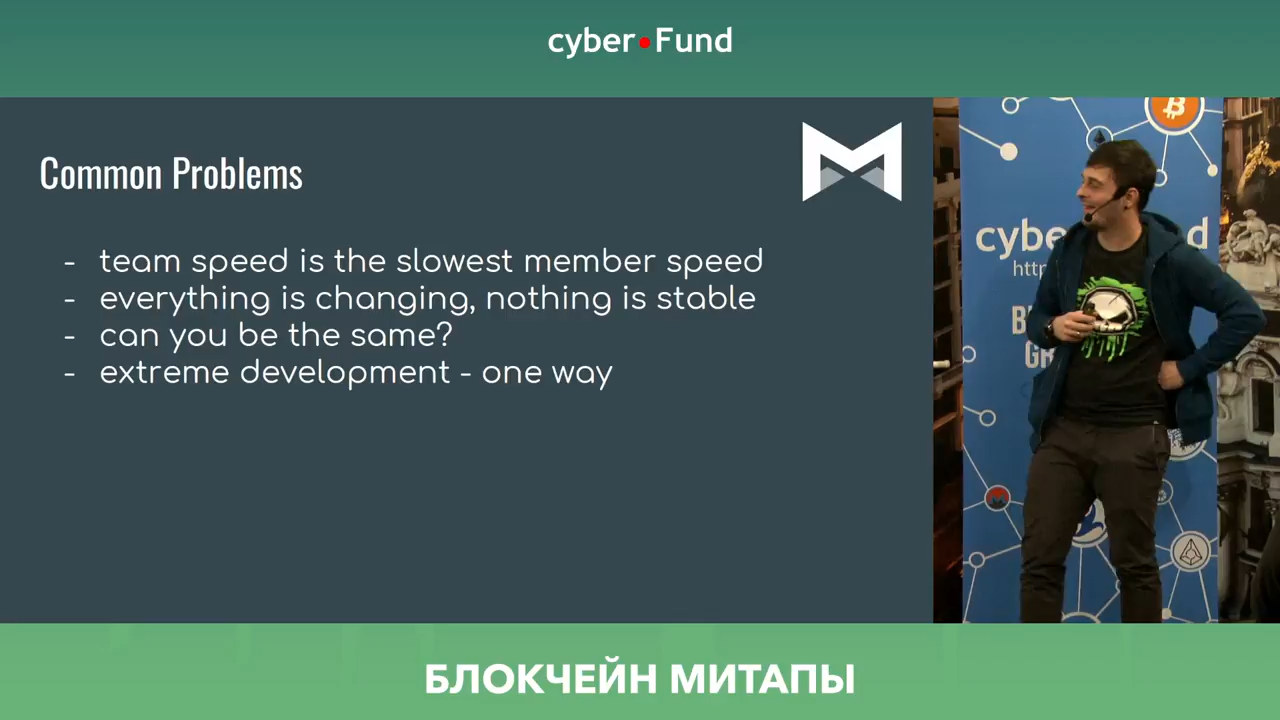 cyber•Fund
Common Problems
- team speed is the slowest member speed
- everything is changing, nothing is stable
- can you be the same?
- extreme development - one way
БЛОКЧЕЙН МИТАПЫ